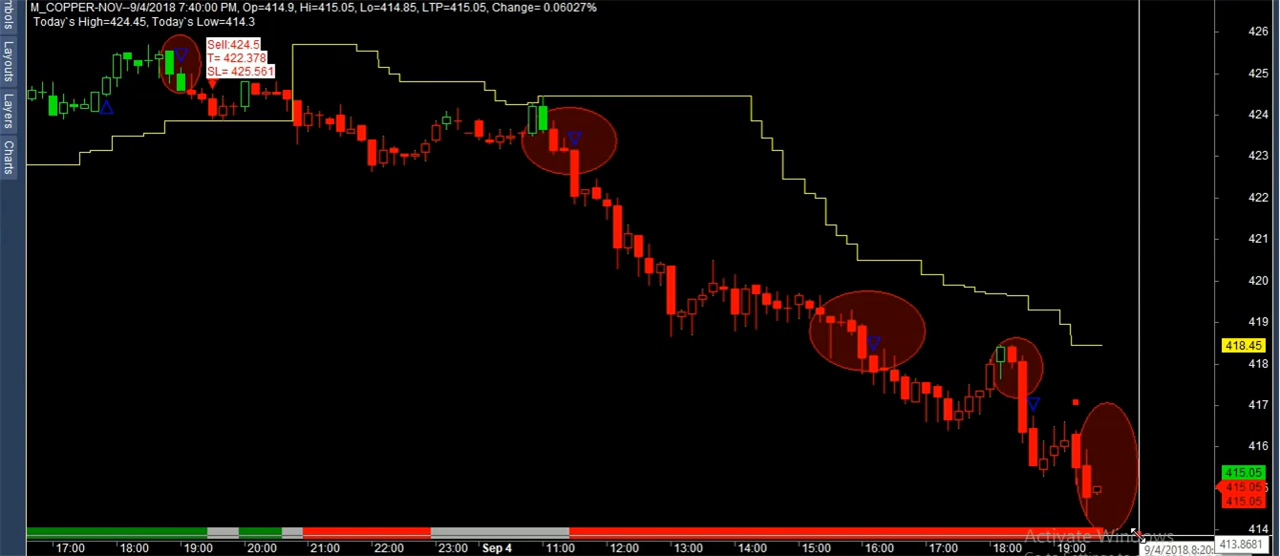 M_COPPER-NOV--9/4/2018 7:40:00 PM, Op=414.9, Hi=415.05, Lo=414.85, LTP=415.05, Change= 0.06027%
Today`s High=424.45, Today`s Low=414.3
Layouts
Layers
Charts
Sell:424.5
T= 422.378
SL= 425.561
426
425
424
423
422
421
420
419
418.45
418
417
416
415.05
415.05
415.05
414
413.8681
Activate Windows
17:00 18:00 19:00 20:00 21:00 22:00 23:00 Sep 4 11:00 12:00 13:00 14:00 15:00 16:00 17:00 18:00 19:00
9/4/2018 8:20